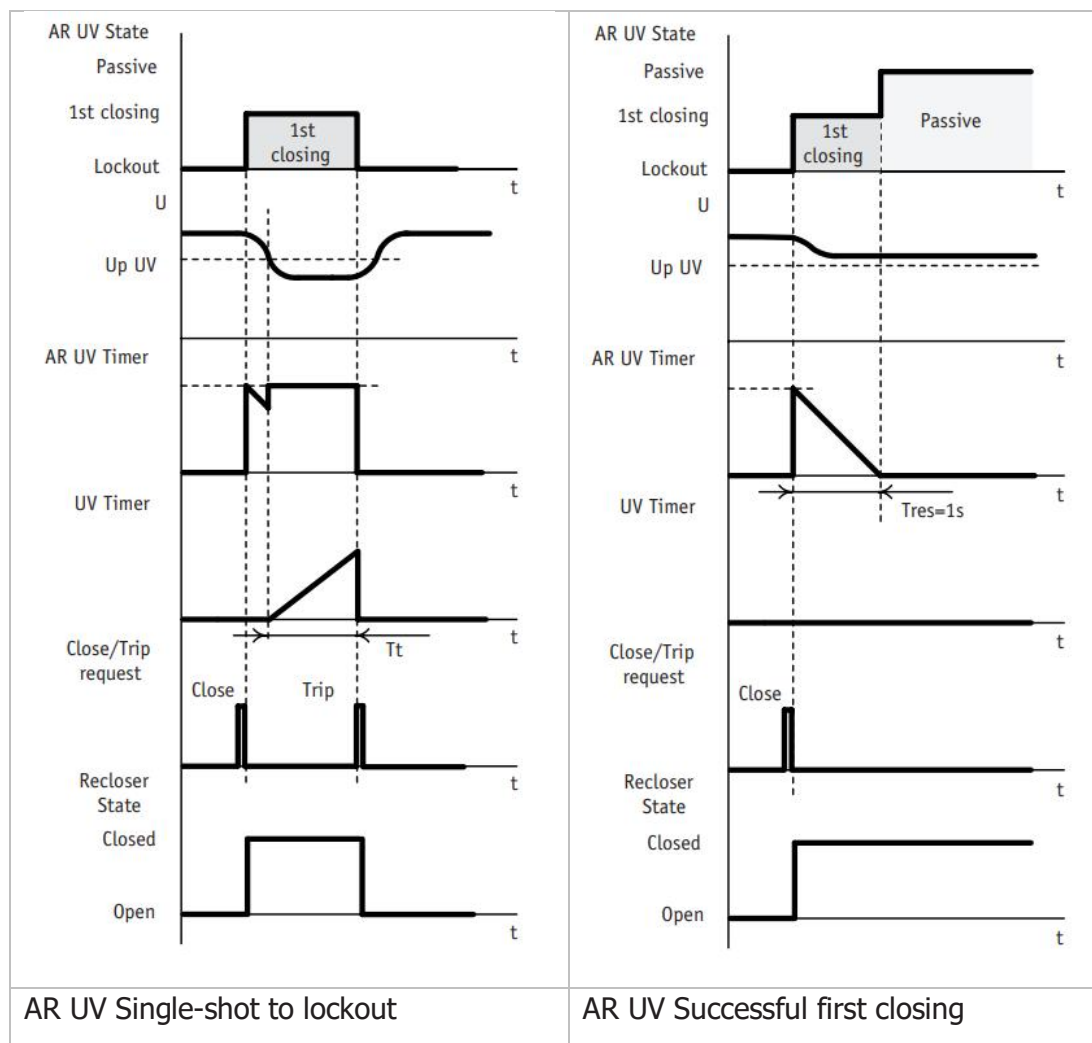 AR UV State
Passive
1st closing
1st
closing
Lockout
t
U
Up UV
t
AR UV Timer
t
UV Timer
t
Tt
Close/Trip
request
Close
Trip
t
Recloser
State
Closed
Open
t
AR UV Single-shot to lockout
AR UV State
Passive
1st closing
1st
closing
Passive
Lockout
t
U
Up UV
t
AR UV Timer
t
Tres=1s
UV Timer
t
Close/Trip
request
Close
t
Recloser
State
Closed
Open
t
AR UV Successful first closing